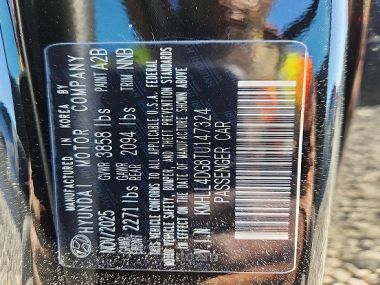 MANUFACTURED IN KOREA BY
HYUNDAI MOTOR COMPANY
NOV/2025 GVWR 3858 lbs PAINT A2B
GAWR FRONT 2271 lbs GAWR REAR 2094 lbs TRIM NNB
THIS VEHICLE CONFORMS TO ALL APPLICABLE U.S.A. FEDERAL
MOTOR VEHICLE SAFETY, BUMPER, AND THEFT PREVENTION STANDARDS
IN EFFECT ON THE DATE OF MANUFACTURE SHOWN ABOVE
V.I.N KMHLL4DG8TU147324
PASSENGER CAR